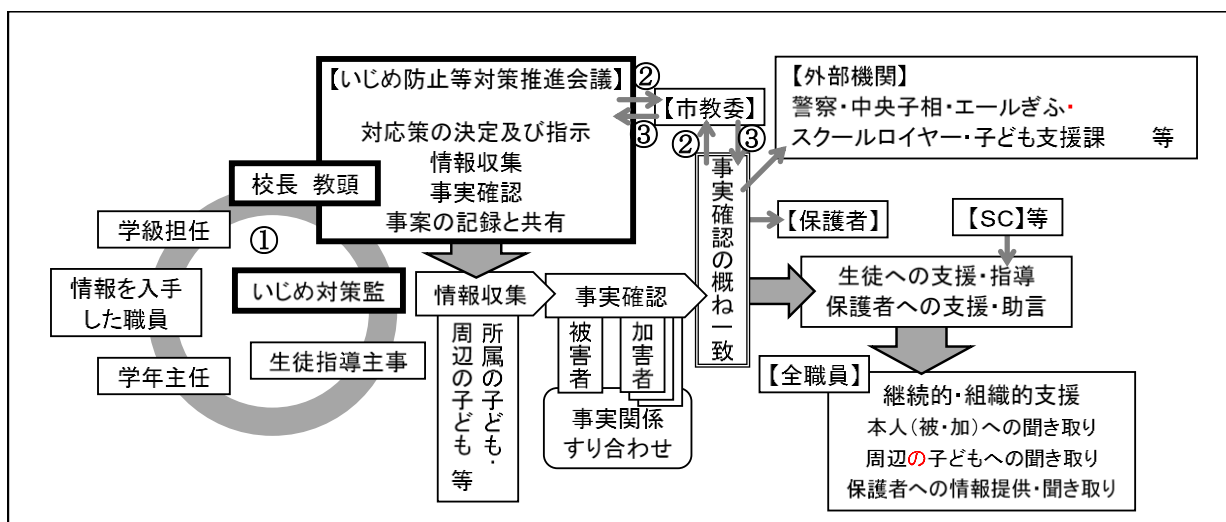 【いじめ防止等対策推進会議】
対応策の決定及び指示
情報収集
事実確認
事案の記録と共有
②
③
【市教委】
②
③
【外部機関】
警察・中央子相・エールぎふ・
スクールロイヤー・子ども支援課　等
校長 教頭
学級担任
①
情報を入手
した職員
いじめ対策監
学年主任
生徒指導主事
情報収集
所属の子ども・
周辺の子ども 等
事実確認
被害者
加害者
事実関係
すり合わせ
事実確認の概ね一致
【保護者】
【SC】等
生徒への支援・指導
保護者への支援・助言
【全職員】
継続的・組織的支援
本人（被・加）への聞き取り
周辺の子どもへの聞き取り
保護者への情報提供・聞き取り